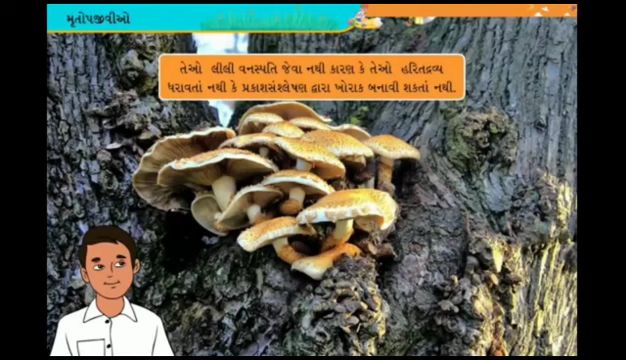 મૃતોપજીવીઓ
તેઓ લીલી વનસ્પતિ જેવા નથી કારણ કે તેઓ હરિતદ્રવ્ય
ધરાવતાં નથી કે પ્રકાશસંશ્લેષણ દ્વારા ખોરાક બનાવી શકતાં નથી.